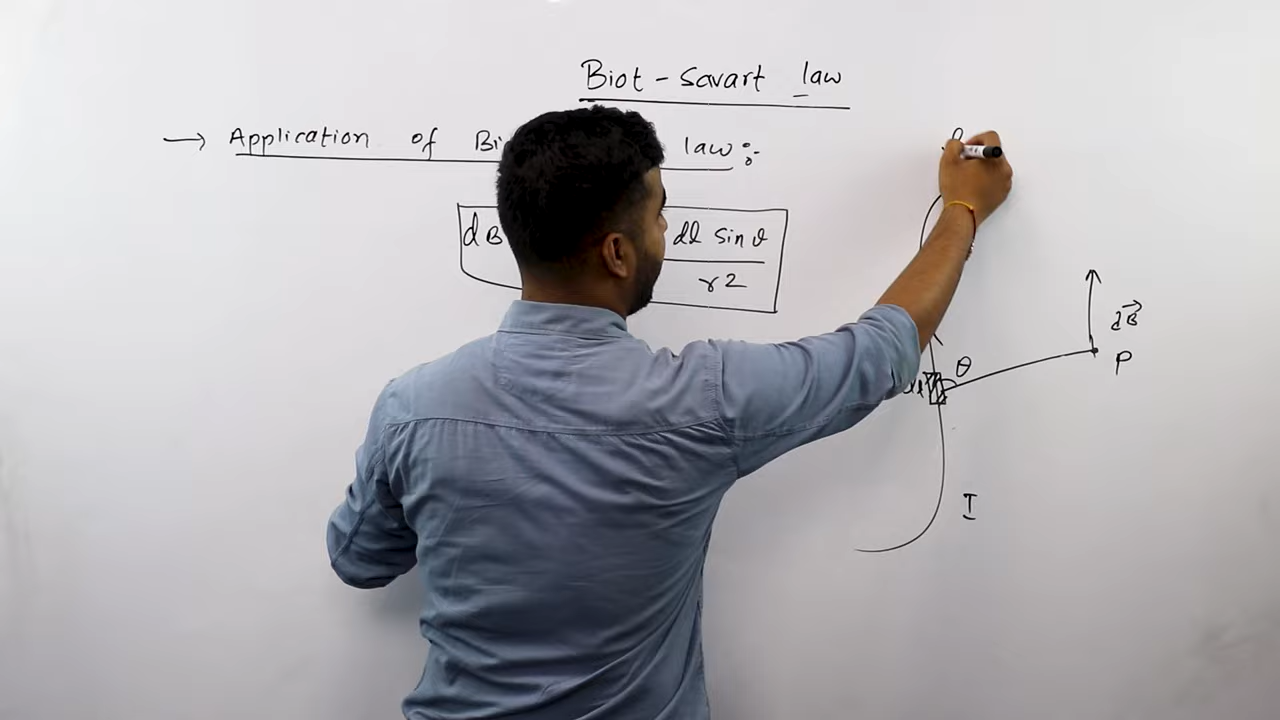 Biot - Savart law
→ Application of law :-
dB dl sin θ
r2
dB
θ P
I